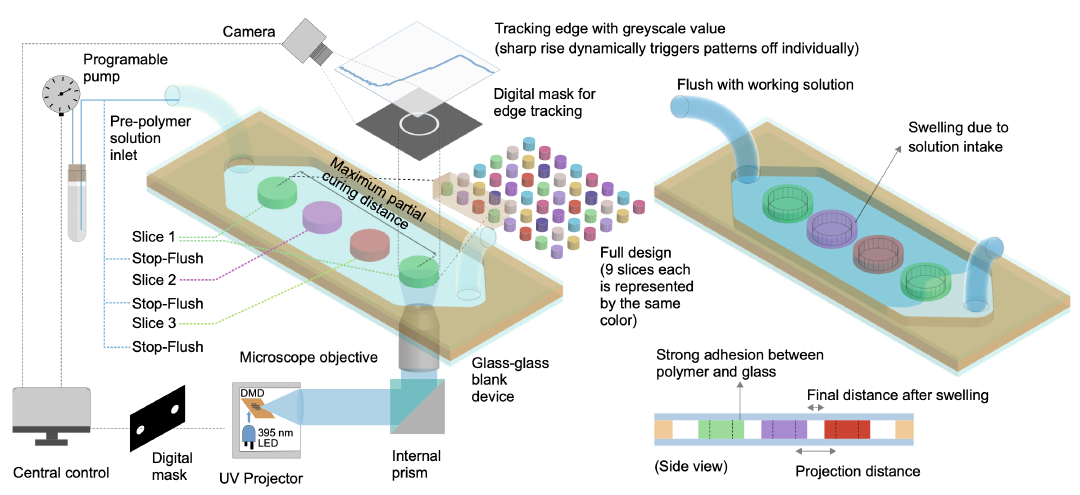 Camera
Tracking edge with greyscale value
(sharp rise dynamically triggers patterns off individually)
Programable
pump
Digital mask for
edge tracking
Pre-polymer
solution
inlet
Maximum partial
curing distance
Slice 1
Stop-Flush
Slice 2
Stop-Flush
Slice 3
Stop-Flush
Full design
(9 slices each
is represented
by the same
color)
Microscope objective
Glass-glass
blank
device
DMD
395 nm
LED
Central control
Digital
mask
UV Projector
Internal
prism
Flush with working solution
Swelling due to
solution intake
Strong adhesion between
polymer and glass
Final distance after swelling
(Side view)
Projection distance